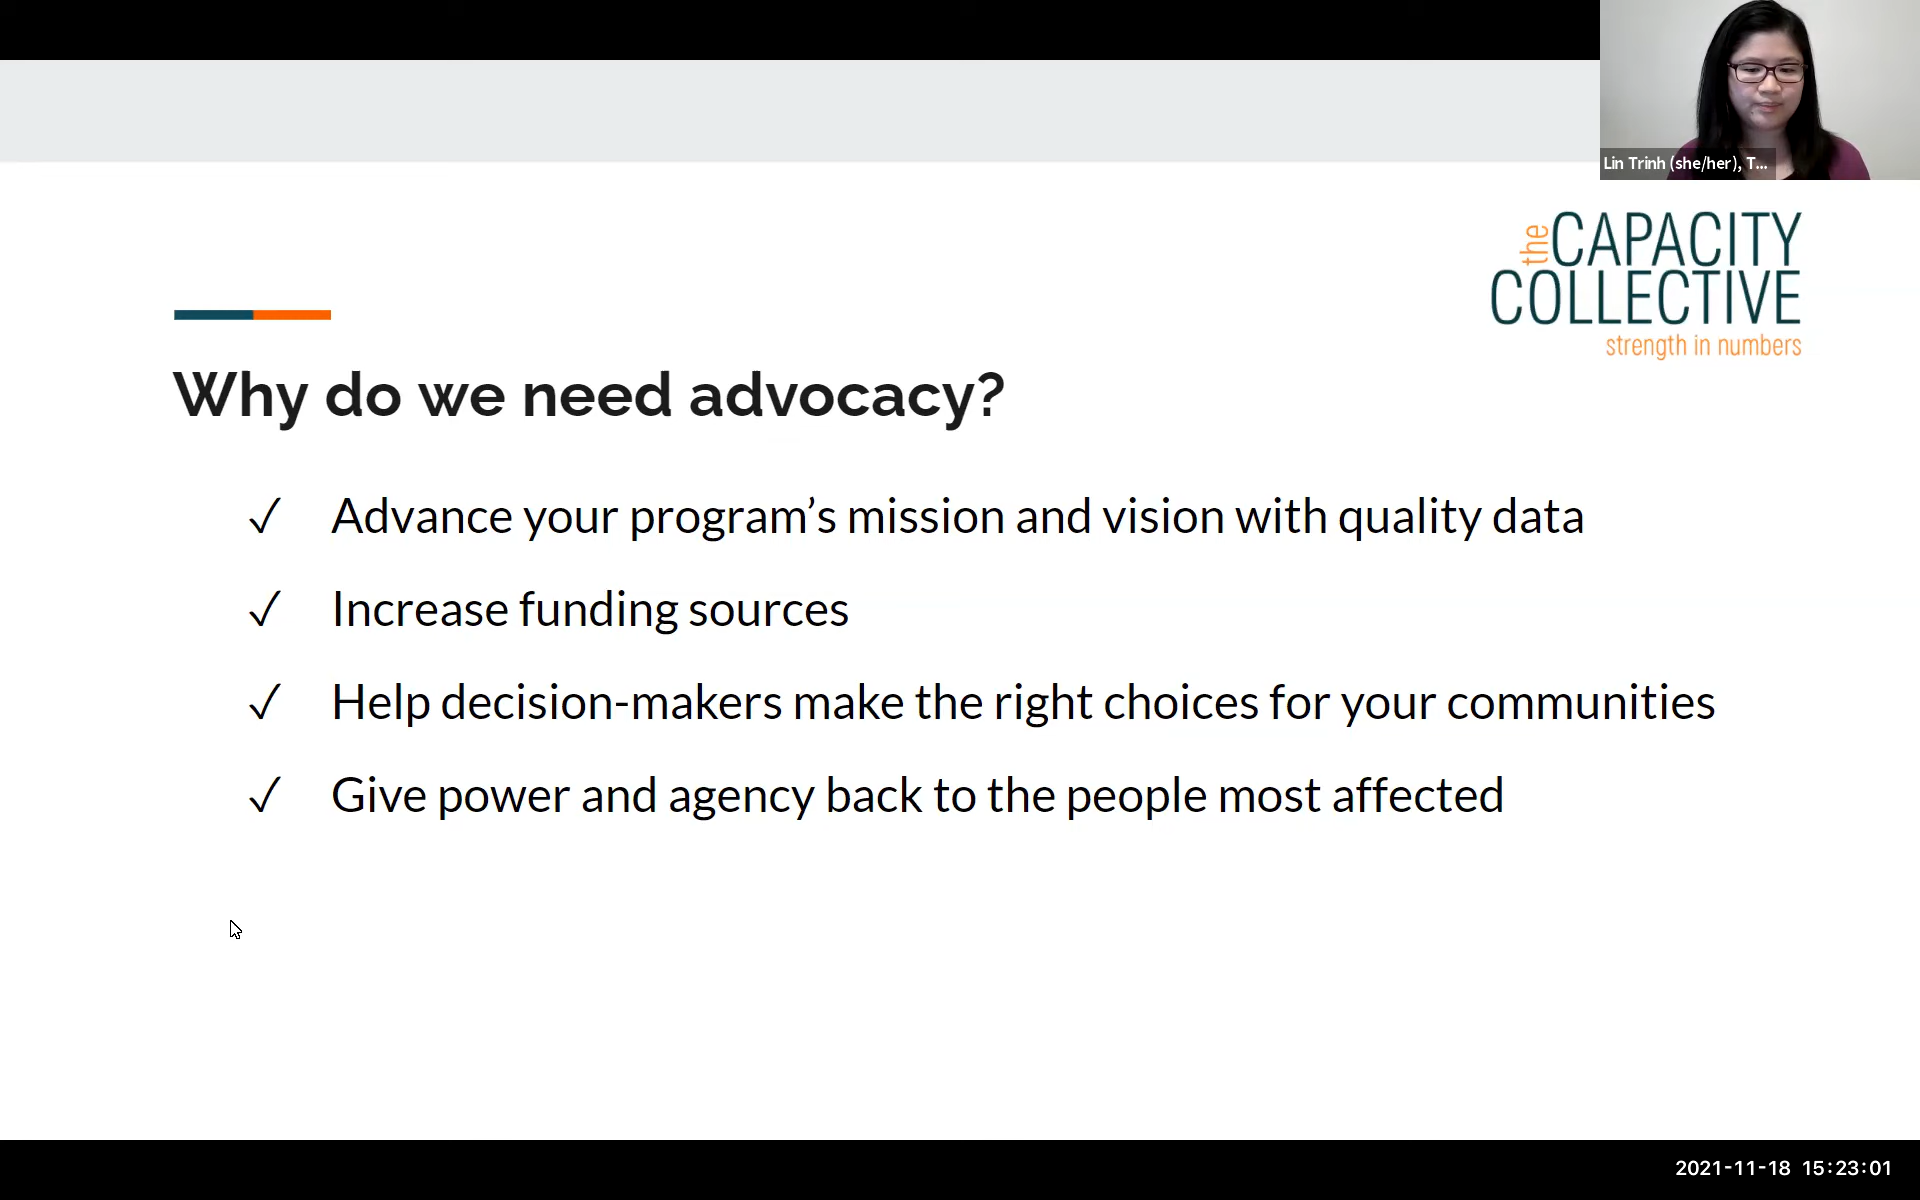 Lin Trinh (she/her), T...
the CAPACITY
COLLECTIVE
strength in numbers
Why do we need advocacy?
✓ Advance your program’s mission and vision with quality data
✓ Increase funding sources
✓ Help decision-makers make the right choices for your communities
✓ Give power and agency back to the people most affected
2021-11-18 15:23:01